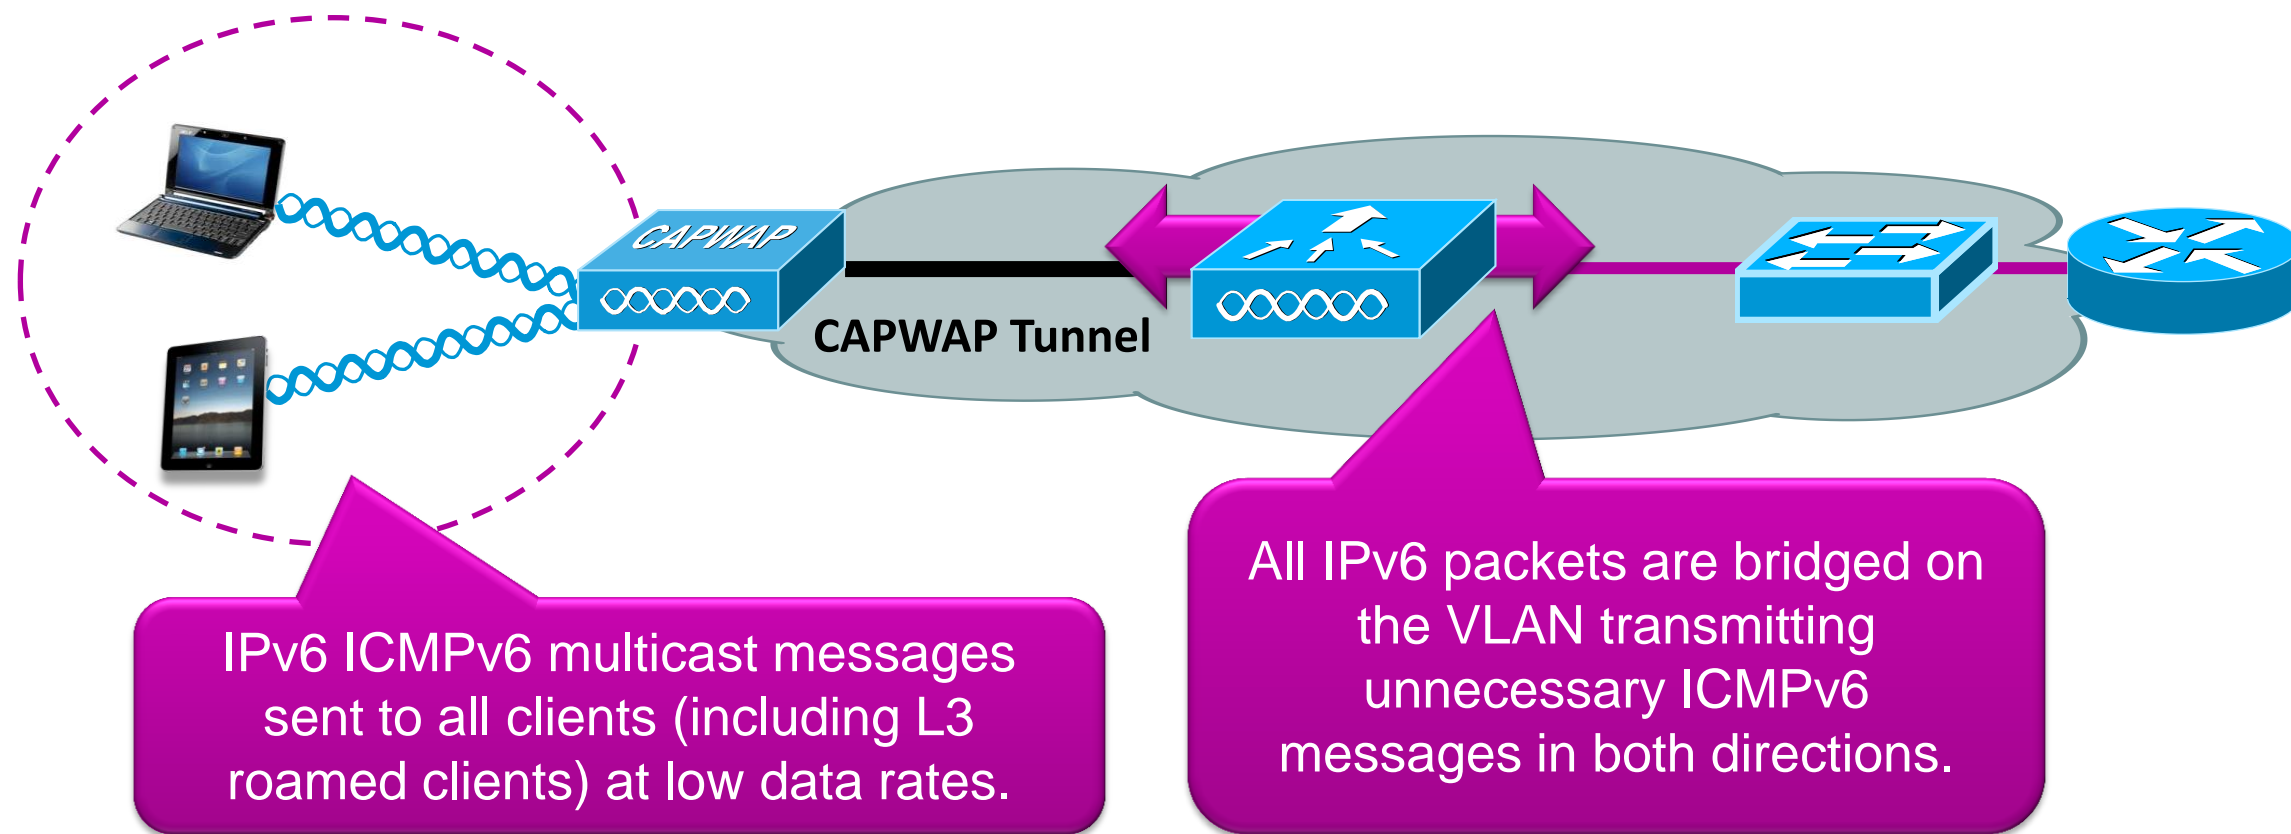 CAPWAP
CAPWAP Tunnel
IPv6 ICMPv6 multicast messages
sent to all clients (including L3
roamed clients) at low data rates.
All IPv6 packets are bridged on
the VLAN transmitting
unnecessary ICMPv6
messages in both directions.